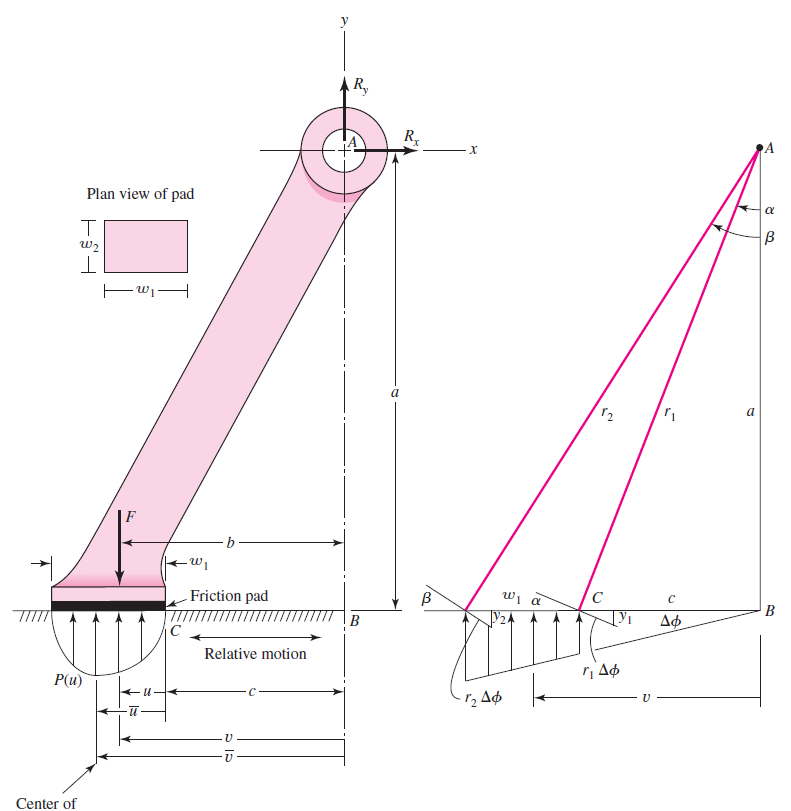 y
R_y
A
R_x
x
Plan view of pad
w_2
w_1
a
F
b
w_1
Friction pad
B
C
Relative motion
P(u)
u
c
u̅
v
v̅
Center of
A
α
β
r_2
r_1
a
β
w_1
α
C
c
B
y_2
y_1
Δϕ
r_1 Δϕ
r_2 Δϕ
v